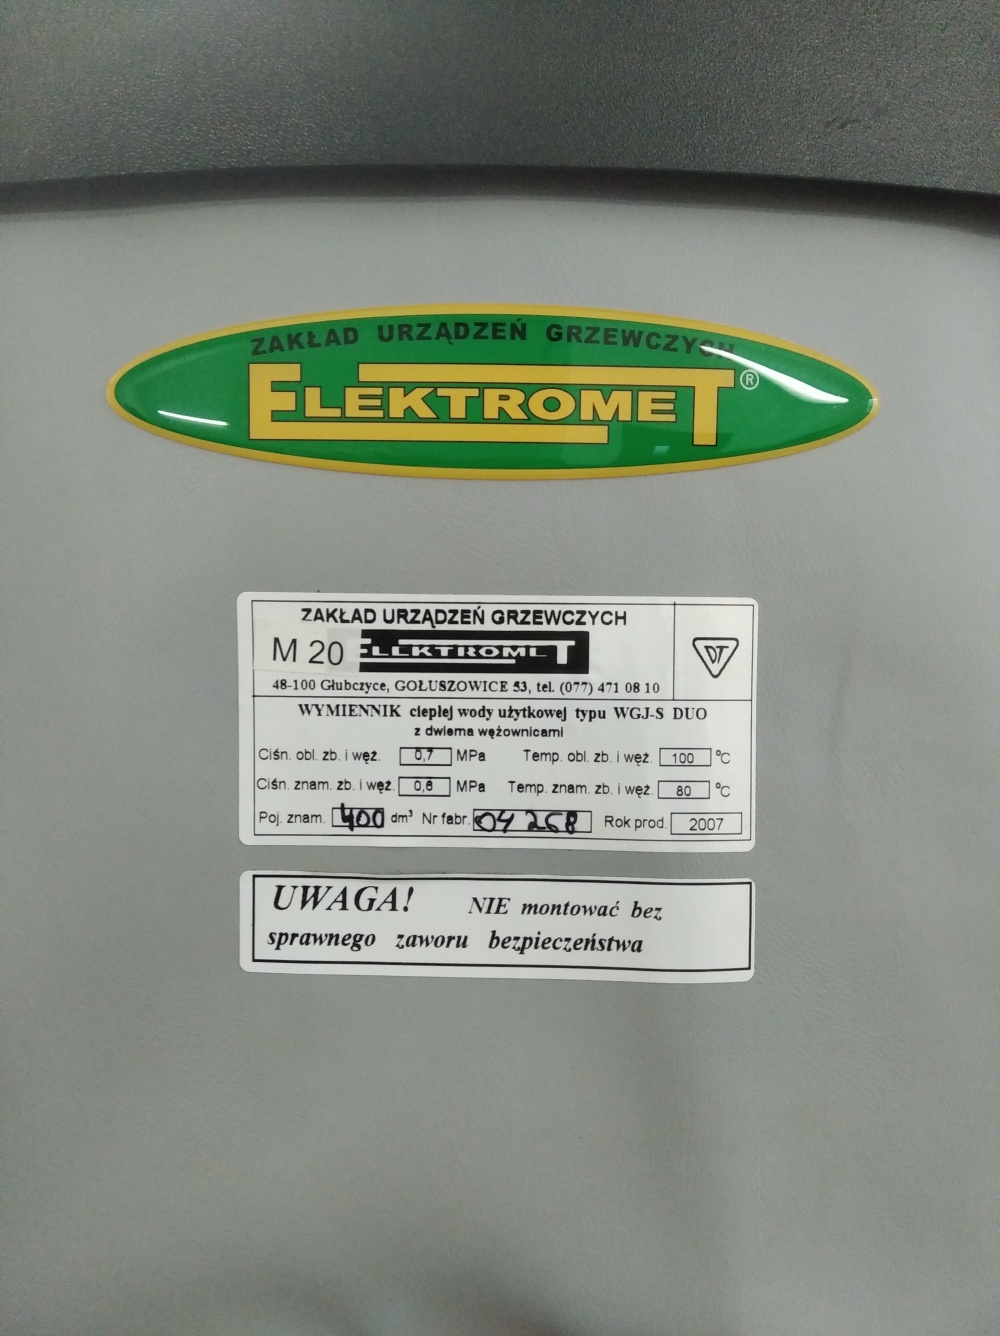 ZAKŁAD URZĄDZEŃ GRZEWCZYCH
ELEKTROMET®
ZAKŁAD URZĄDZEŃ GRZEWCZYCH
M 20 ELEKTROMET
DT
48-100 Głubczyce, GOŁUSZOWICE 53, tel. (077) 471 08 10
WYMIENNIK ciepłej wody użytkowej typu WGJ-S DUO
z dwiema wężownicami
Ciśn. obl. zb. i węż. 0,7 MPa Temp. obl. zb. i węż. 100 °C
Ciśn. znam. zb. i węż. 0,6 MPa Temp. znam. zb. i węż. 80 °C
Poj. znam. 400 dm³ Nr fabr. 04 268 Rok prod. 2007
UWAGA! NIE montować bez
sprawnego zaworu bezpieczeństwa